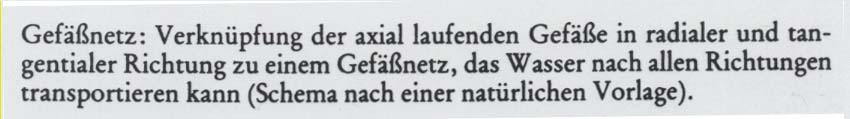 Gefäßnetz: Verknüpfung der axial laufenden Gefäße in radialer und tan-
gentialer Richtung zu einem Gefäßnetz, das Wasser nach allen Richtungen
transportieren kann (Schema nach einer natürlichen Vorlage).